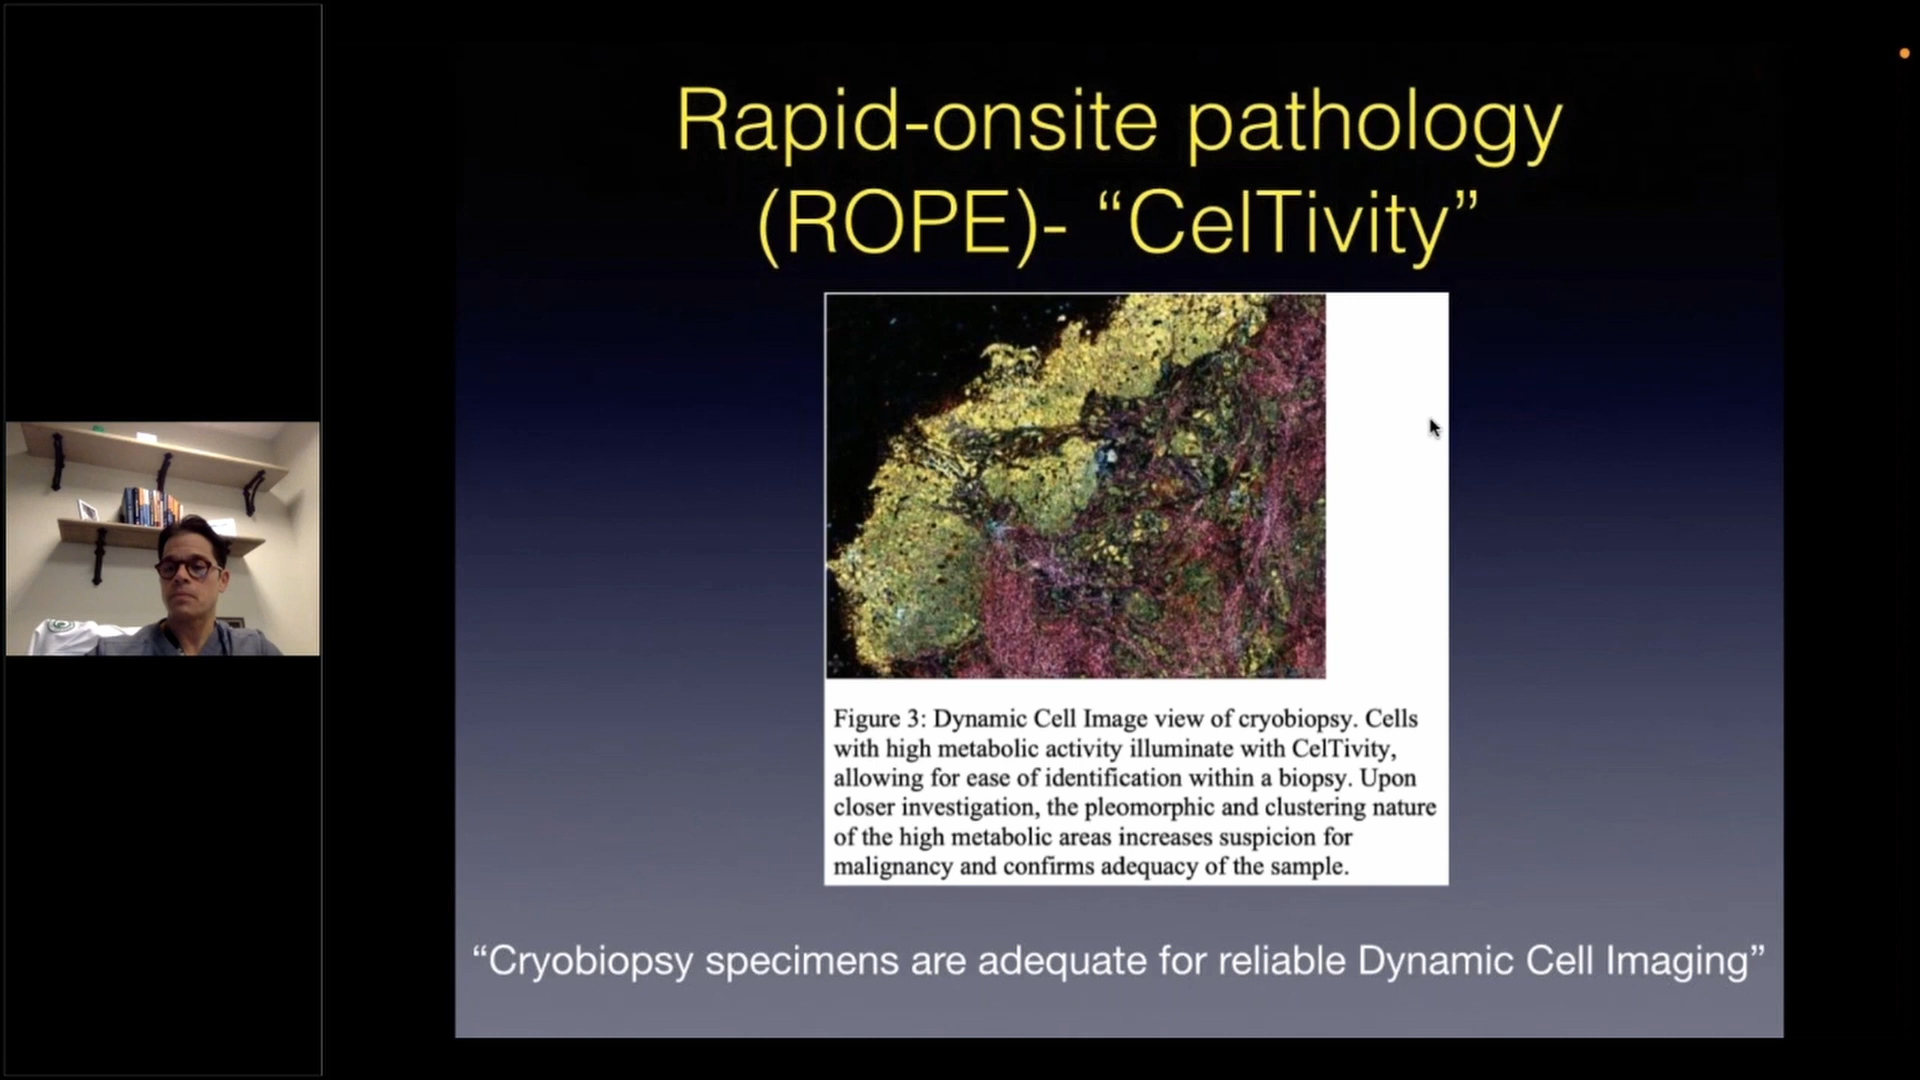 Rapid-onsite pathology
(ROPE)- “CelTivity”
Figure 3: Dynamic Cell Image view of cryobiopsy. Cells
with high metabolic activity illuminate with CelTivity,
allowing for ease of identification within a biopsy. Upon
closer investigation, the pleomorphic and clustering nature
of the high metabolic areas increases suspicion for
malignancy and confirms adequacy of the sample.
“Cryobiopsy specimens are adequate for reliable Dynamic Cell Imaging”